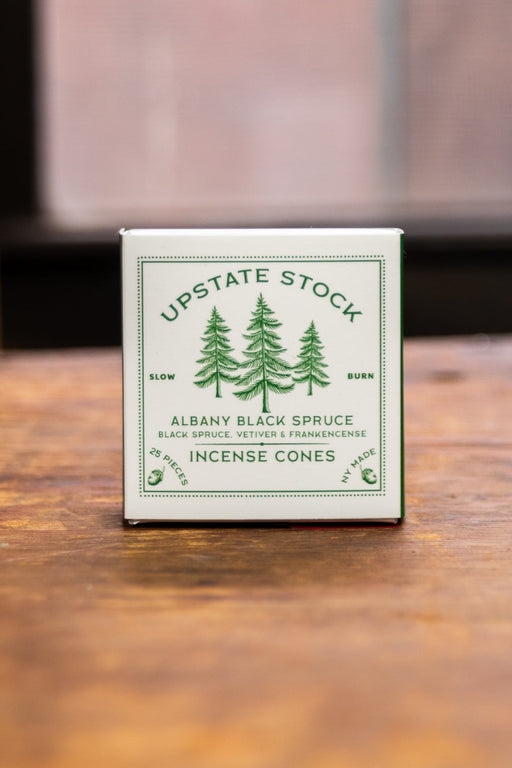 UPSTATE STOCK
SLOW
BURN
ALBANY BLACK SPRUCE
BLACK SPRUCE, VETIVER & FRANKENCENSE
INCENSE CONES
25 PIECES
NY MADE